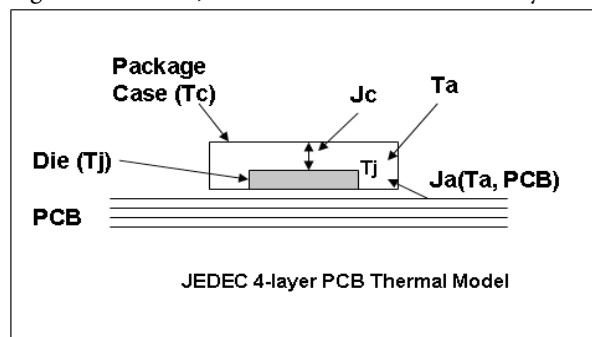 Package
Case (Tc)
Jc
Ta
Die (Tj)
Tj
Ja(Ta, PCB)
PCB
JEDEC 4-layer PCB Thermal Model